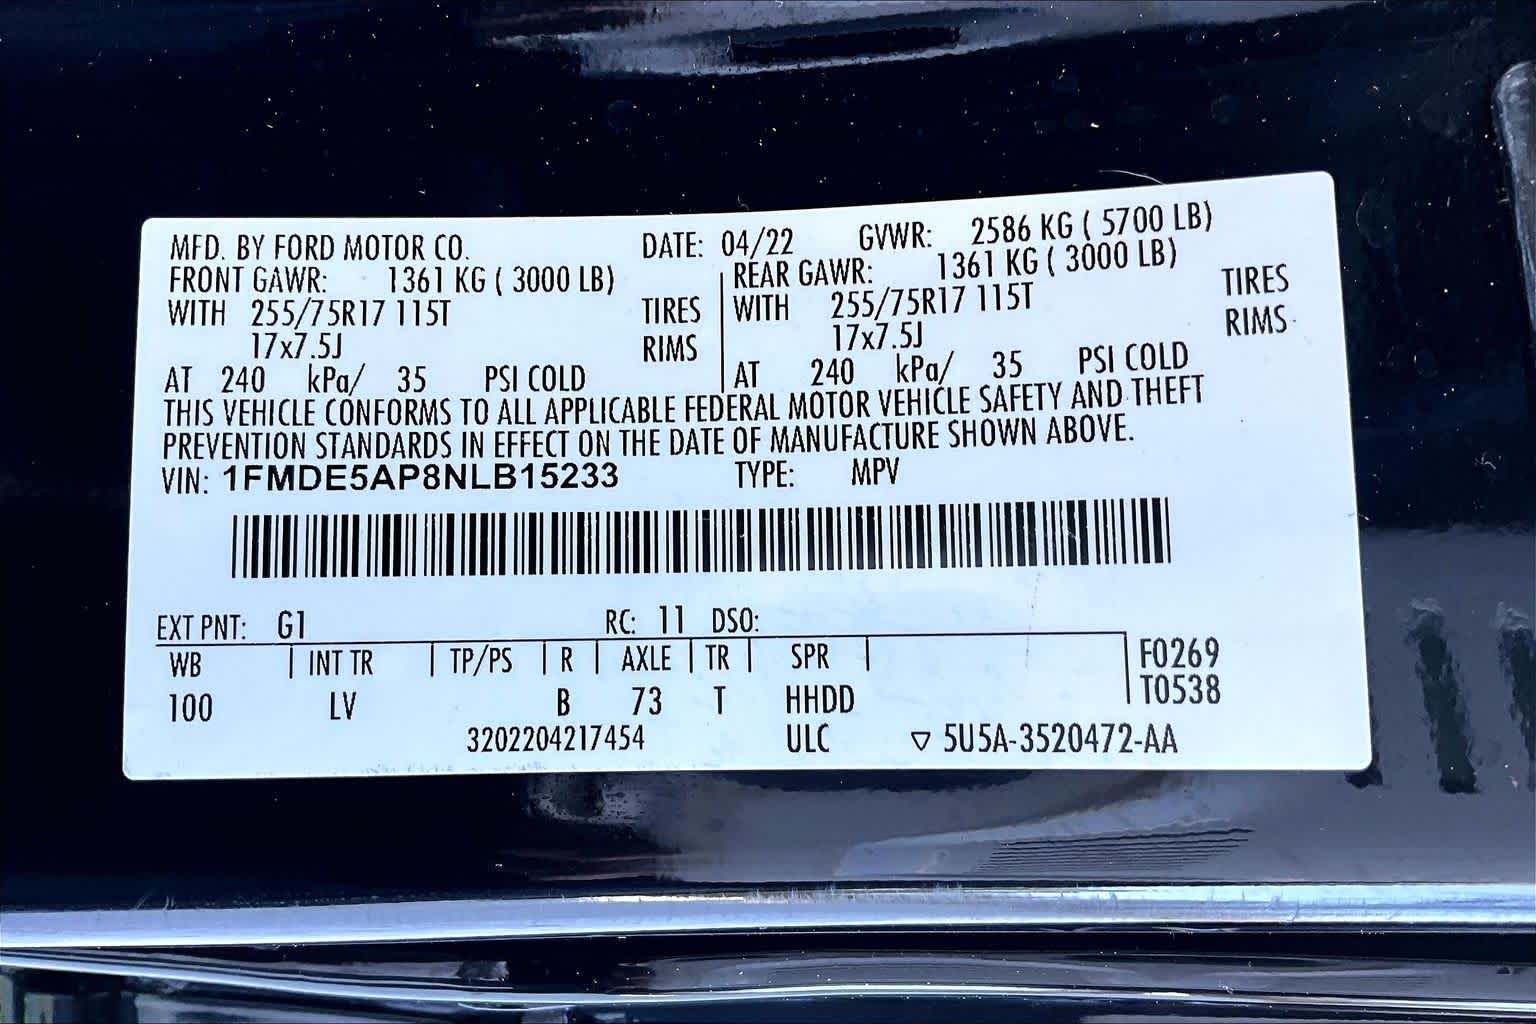 MFD. BY FORD MOTOR CO. DATE: 04/22 GVWR: 2586 KG ( 5700 LB)
FRONT GAWR: 1361 KG ( 3000 LB) REAR GAWR: 1361 KG ( 3000 LB)
WITH 255/75R17 115T TIRES WITH 255/75R17 115T TIRES
17x7.5J RIMS 17x7.5J RIMS
AT 240 kPa/ 35 PSI COLD AT 240 kPa/ 35 PSI COLD
THIS VEHICLE CONFORMS TO ALL APPLICABLE FEDERAL MOTOR VEHICLE SAFETY AND THEFT
PREVENTION STANDARDS IN EFFECT ON THE DATE OF MANUFACTURE SHOWN ABOVE.
VIN: 1FMDE5AP8NLB15233 TYPE: MPV
EXT PNT: G1 RC: 11 DSO:
WB INT TR TP/PS R AXLE TR SPR F0269
100 LV B 73 T HHDD T0538
3202204217454 ULC ▽ 5U5A-3520472-AA